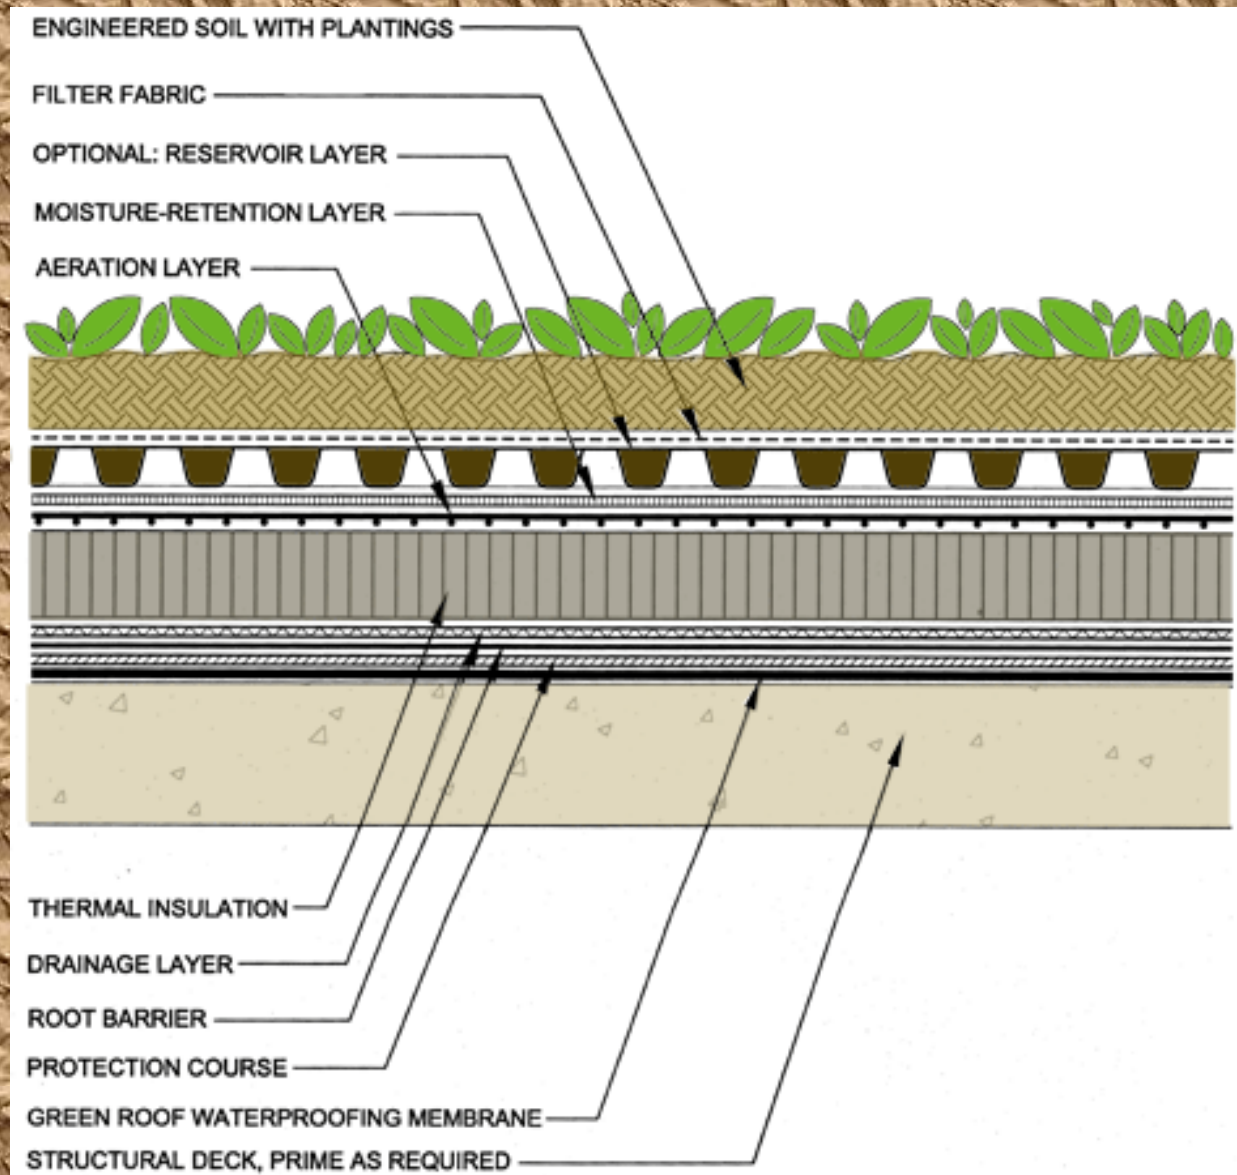 ENGINEERED SOIL WITH PLANTINGS
FILTER FABRIC
OPTIONAL: RESERVOIR LAYER
MOISTURE-RETENTION LAYER
AERATION LAYER
THERMAL INSULATION
DRAINAGE LAYER
ROOT BARRIER
PROTECTION COURSE
GREEN ROOF WATERPROOFING MEMBRANE
STRUCTURAL DECK, PRIME AS REQUIRED